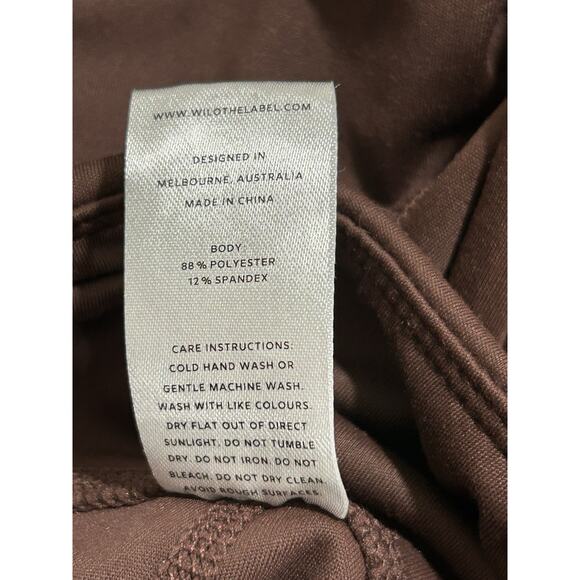 WWW.WILOTHELABEL.COM
DESIGNED IN
MELBOURNE, AUSTRALIA
MADE IN CHINA
BODY:
88% POLYESTER
12% SPANDEX
CARE INSTRUCTIONS:
COLD HAND WASH OR
GENTLE MACHINE WASH.
WASH WITH LIKE COLOURS.
DRY FLAT OUT OF DIRECT
SUNLIGHT. DO NOT TUMBLE
DRY. DO NOT IRON. DO NOT
BLEACH. DO NOT DRY CLEAN.
AVOID ROUGH SURFACES.